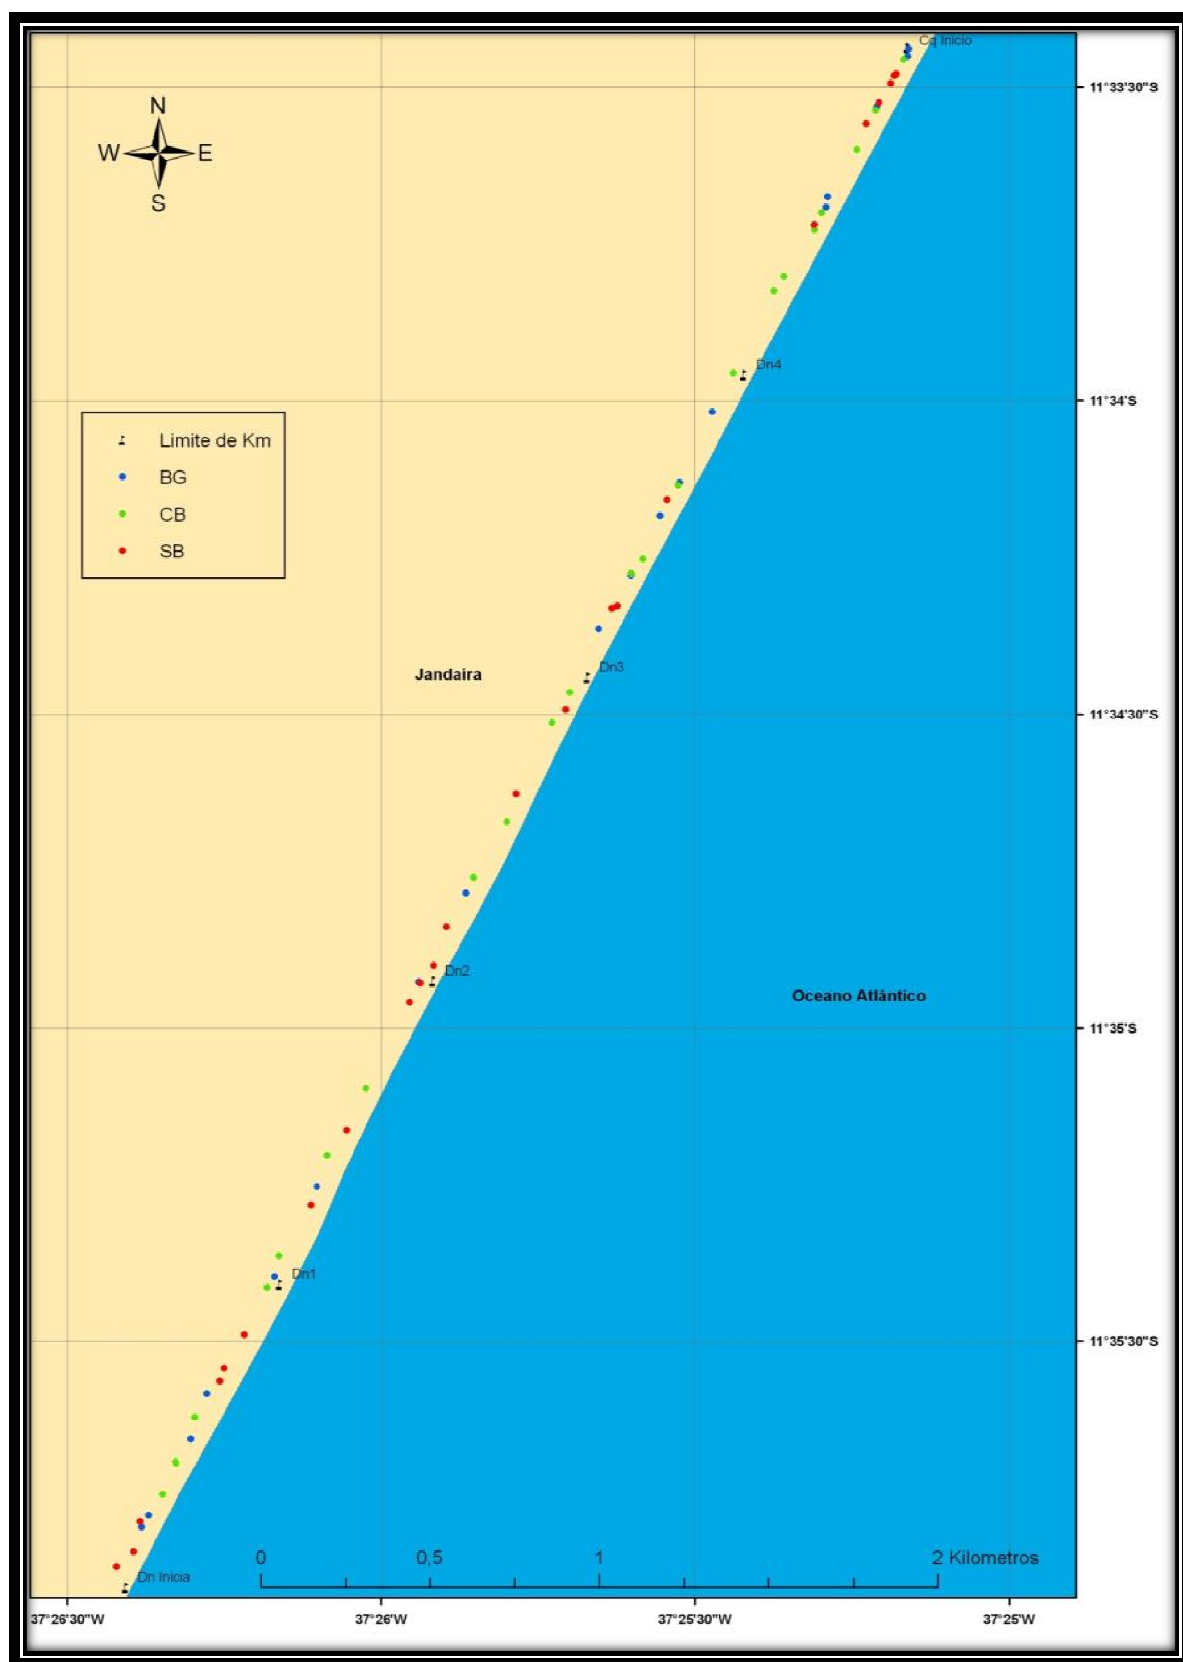 Cq Inicio
11°33'30"S
N
W E
S
Dn4
11°34'S
Limite de Km
BG
CB
SB
Dn3
Jandaíra
11°34'30"S
Dn2
Oceano Atlântico
11°35'S
Dn1
11°35'30"S
0 0,5 1 2 Kilometros
Dn Inicia
37°26'30"W 37°26'W 37°25'30"W 37°25'W